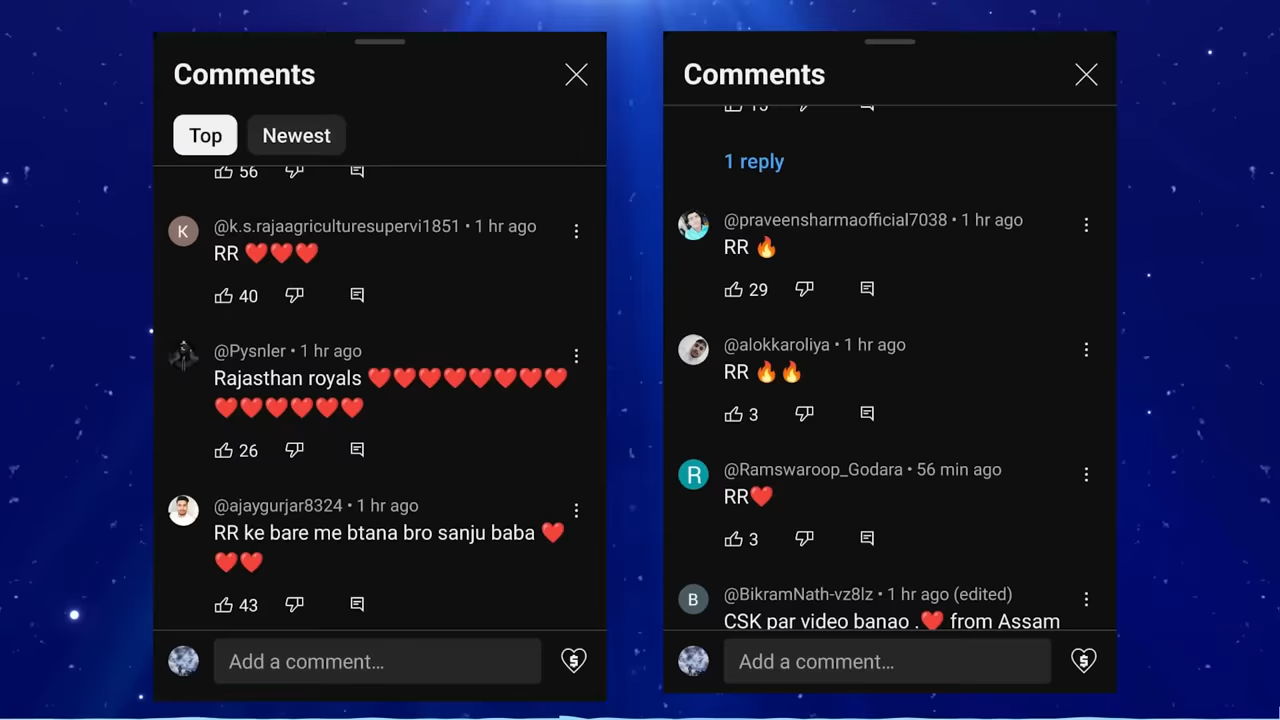 Comments
Top
Newest
56
@k.s.rajaagriculturesupervi1851 • 1 hr ago
RR ❤️❤️❤️
40
@Pysnler • 1 hr ago
Rajasthan royals ❤️❤️❤️❤️❤️❤️❤️❤️
❤️❤️❤️❤️❤️❤️
26
@ajaygurjar8324 • 1 hr ago
RR ke bare me btana bro sanju baba ❤️
❤️❤️
43
Add a comment...
Comments
15
1 reply
@praveensharmaofficial7038 • 1 hr ago
RR 🔥
29
@alokkaroliya • 1 hr ago
RR 🔥🔥
3
@Ramswaroop_Godara • 56 min ago
RR❤️
3
@BikramNath-vz8lz • 1 hr ago (edited)
CSK par video banao .❤️ from Assam
Add a comment...
K
R
B